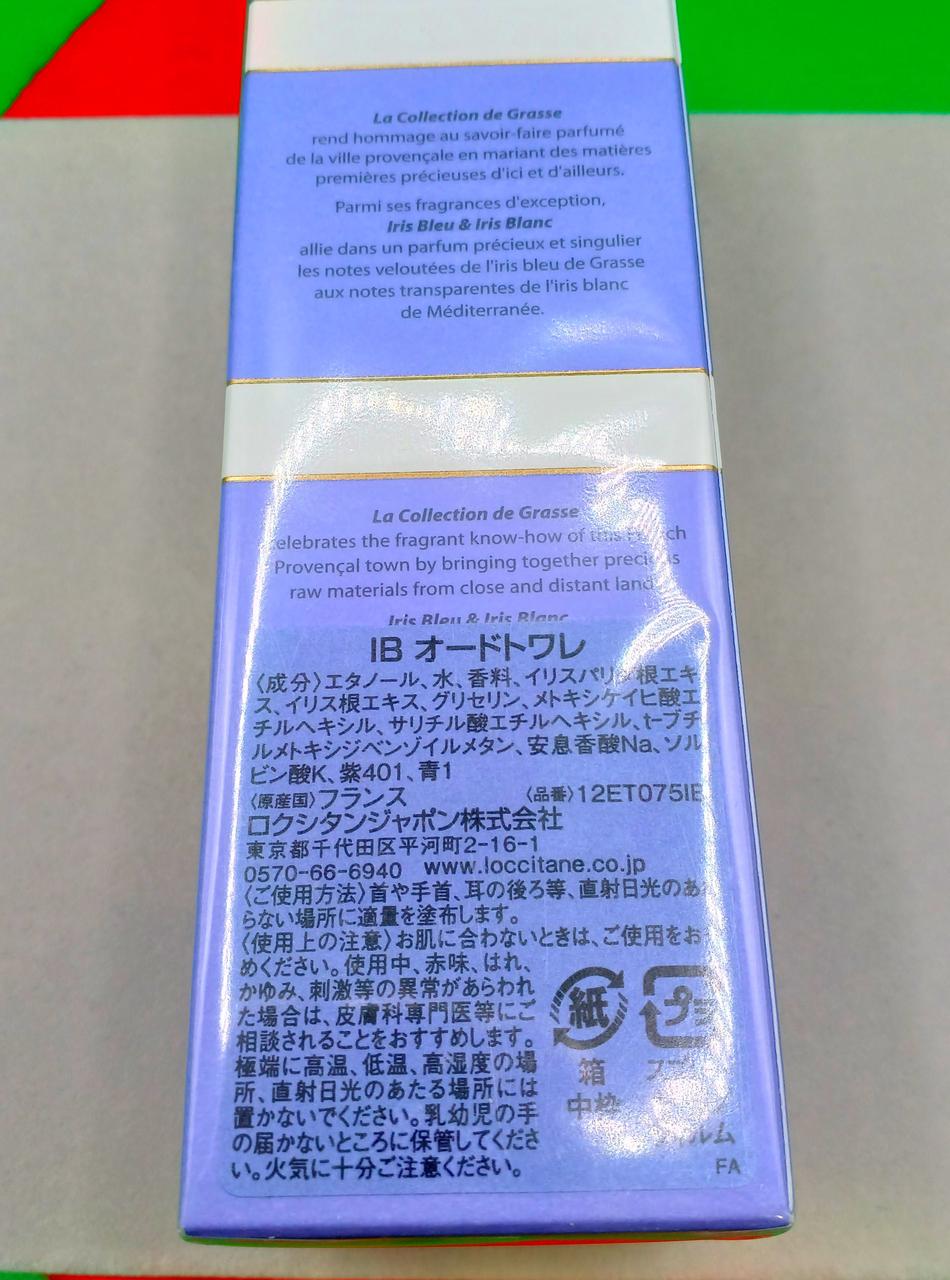 La Collection de Grasse
rend hommage au savoir-faire parfumé
de la ville provençale en mariant des matières
premières précieuses d'ici et d'ailleurs.
Parmi ses fragrances d'exception,
Iris Bleu & Iris Blanc
allie dans un parfum précieux et singulier
les notes veloutées de l'iris bleu de Grasse
aux notes transparentes de l'iris blanc
de Méditerranée.
La Collection de Grasse
celebrates the fragrant know-how of this French
Provençal town by bringing together precious
raw materials from close and distant land
Iris Bleu & Iris Blanc
IB オードトワレ
〈成分〉エタノール、水、香料、イリスパリダ根エキ
ス、イリス根エキス、グリセリン、メトキシケイヒ酸エ
チルヘキシル、サリチル酸エチルヘキシル、t-ブチ
ルメトキシジベンゾイルメタン、安息香酸Na、ソル
ビン酸K、紫401、青1
〈原産国〉フランス 〈品番〉12ET075IB
ロクシタンジャポン株式会社
東京都千代田区平河町2-16-1
0570-66-6940 www.loccitane.co.jp
〈ご使用方法〉首や手首、耳の後ろ等、直射日光のあ
らない場所に適量を塗布します。
〈使用上の注意〉お肌に合わないときは、ご使用をお
めください。使用中、赤味、はれ、
かゆみ、刺激等の異常があらわれ
た場合は、皮膚科専門医等にご
相談されることをおすすめします。
極端に高温、低温、高湿度の場
所、直射日光のあたる場所には
置かないでください。乳幼児の手
の届かないところに保管してくださ
い。火気に十分ご注意ください。
紙 プ
箱
中枠
ルム
FA